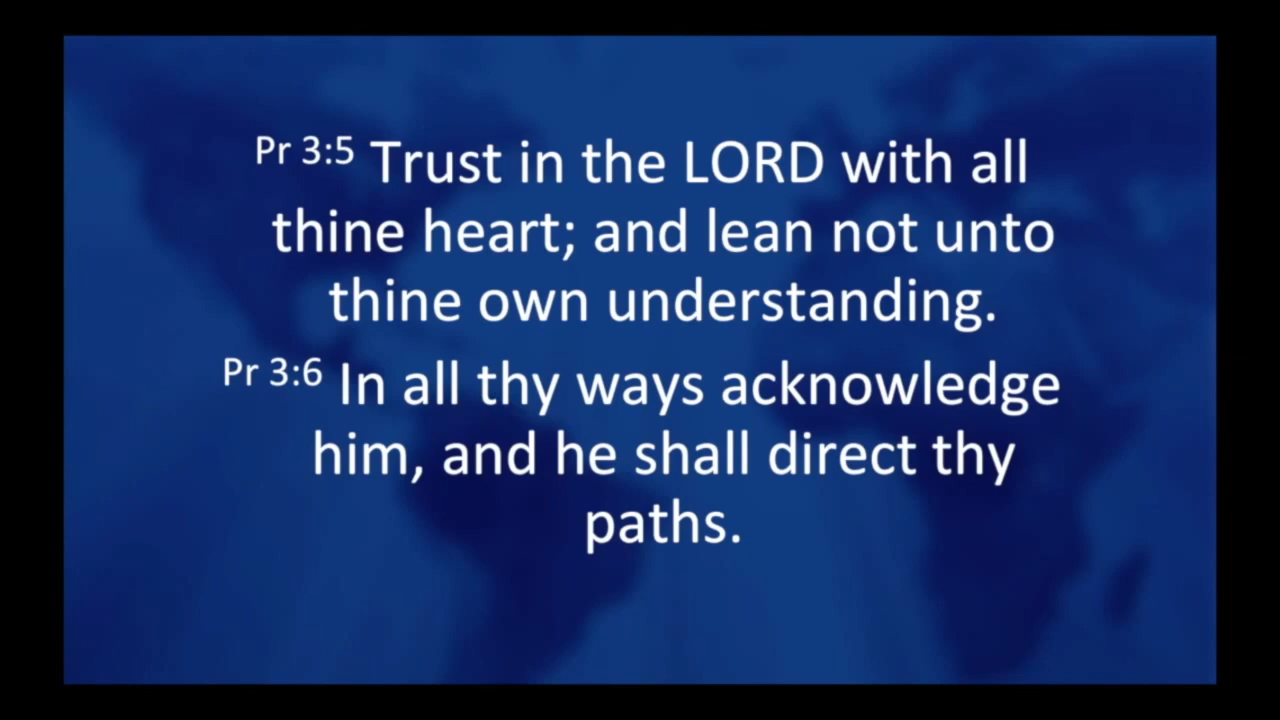 Pr 3:5 Trust in the LORD with all
thine heart; and lean not unto
thine own understanding.
Pr 3:6 In all thy ways acknowledge
him, and he shall direct thy
paths.